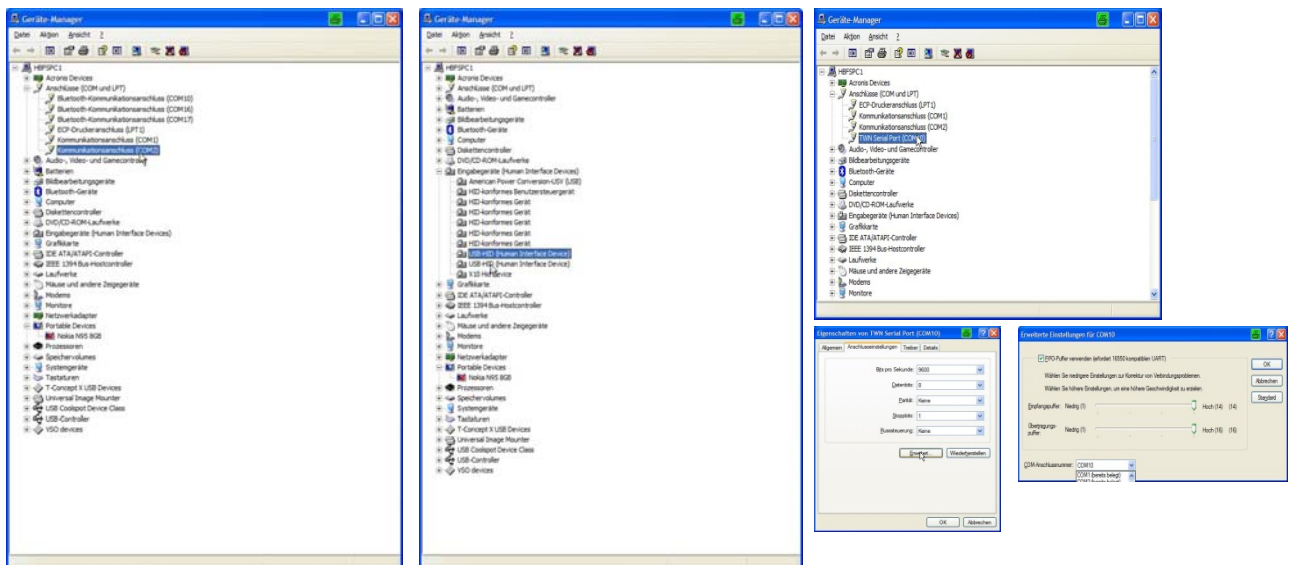 Geräte-Manager
Datei Aktion Ansicht ?
HBFSPC1
Acronis Devices
Anschlüsse (COM und LPT)
Bluetooth-Kommunikationsanschluss (COM10)
Bluetooth-Kommunikationsanschluss (COM16)
Bluetooth-Kommunikationsanschluss (COM17)
ECP-Druckeranschluss (LPT1)
Kommunikationsanschluss (COM1)
Kommunikationsanschluss (COM2)
Audio-, Video- und Gamecontroller
Batterien
Bildbearbeitungsgeräte
Bluetooth-Geräte
Computer
Diskettencontroller
DVD/CD-ROM-Laufwerke
Eingabegeräte (Human Interface Devices)
Grafikkarte
IDE ATA/ATAPI-Controller
IEEE 1394 Bus-Hostcontroller
Laufwerke
Mäuse und andere Zeigegeräte
Modems
Monitore
Netzwerkadapter
Portable Devices
Nokia N95 8GB
Prozessoren
Speichervolumes
Systemgeräte
Tastaturen
T-Concept X USB Devices
Universal Image Mounter
USB Coolspot Device Class
USB-Controller
VSO devices
Geräte-Manager
Datei Aktion Ansicht ?
HBFSPC1
Acronis Devices
Anschlüsse (COM und LPT)
Audio-, Video- und Gamecontroller
Batterien
Bildbearbeitungsgeräte
Bluetooth-Geräte
Computer
Diskettencontroller
DVD/CD-ROM-Laufwerke
Eingabegeräte (Human Interface Devices)
American Power Conversion-USV (USB)
HID-konformes Benutzersteuergerät
HID-konformes Gerät
HID-konformes Gerät
HID-konformes Gerät
HID-konformes Gerät
HID-konformes Gerät
USB-HID (Human Interface Device)
USB-HID (Human Interface Device)
X10 Hid Device
Grafikkarte
IDE ATA/ATAPI-Controller
IEEE 1394 Bus-Hostcontroller
Laufwerke
Mäuse und andere Zeigegeräte
Modems
Monitore
Netzwerkadapter
Portable Devices
Nokia N95 8GB
Prozessoren
Speichervolumes
Systemgeräte
Tastaturen
T-Concept X USB Devices
Universal Image Mounter
USB Coolspot Device Class
USB-Controller
VSO devices
Geräte-Manager
Datei Aktion Ansicht ?
HBFSPC1
Acronis Devices
Anschlüsse (COM und LPT)
ECP-Druckeranschluss (LPT1)
Kommunikationsanschluss (COM1)
Kommunikationsanschluss (COM2)
TWN Serial Port (COM10)
Audio-, Video- und Gamecontroller
Bildbearbeitungsgeräte
Bluetooth-Geräte
Computer
Diskettencontroller
DVD/CD-ROM-Laufwerke
Eingabegeräte (Human Interface Devices)
Grafikkarte
IDE ATA/ATAPI-Controller
IEEE 1394 Bus-Hostcontroller
Laufwerke
Mäuse und andere Zeigegeräte
Modems
Monitore
Eigenschaften von TWN Serial Port (COM10)
Allgemein Anschlusseinstellungen Treiber Details
Bits pro Sekunde: 9600
Datenbits: 8
Parität: Keine
Stoppbits: 1
Flusssteuerung: Keine
Erweitert... Wiederherstellen
OK Abbrechen
Erweiterte Einstellungen für COM10
FIFO-Puffer verwenden (erfordert 16550-kompatiblen UART)
OK
Wählen Sie niedrigere Einstellungen zur Korrektur von Verbindungsproblemen.
Abbrechen
Wählen Sie höhere Einstellungen, um eine höhere Geschwindigkeit zu erzielen.
Standard
Empfangspuffer: Niedrig (1) Hoch (14) (14)
Übertragungs-
puffer: Niedrig (1) Hoch (16) (16)
COM-Anschlussnummer: COM10
COM1 (bereits belegt)
COM2 (bereits belegt)